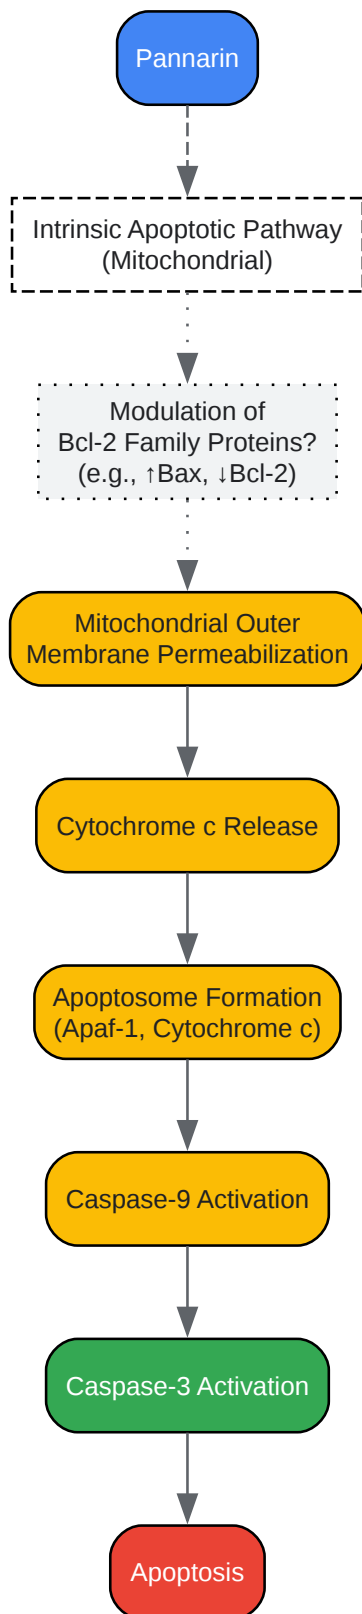 Pannarin
Intrinsic Apoptotic Pathway
(Mitochondrial)
Modulation of
Bcl-2 Family Proteins?
(e.g., ↑Bax, ↓Bcl-2)
Mitochondrial Outer
Membrane Permeabilization
Cytochrome c Release
Apoptosome Formation
(Apaf-1, Cytochrome c)
Caspase-9 Activation
Caspase-3 Activation
Apoptosis